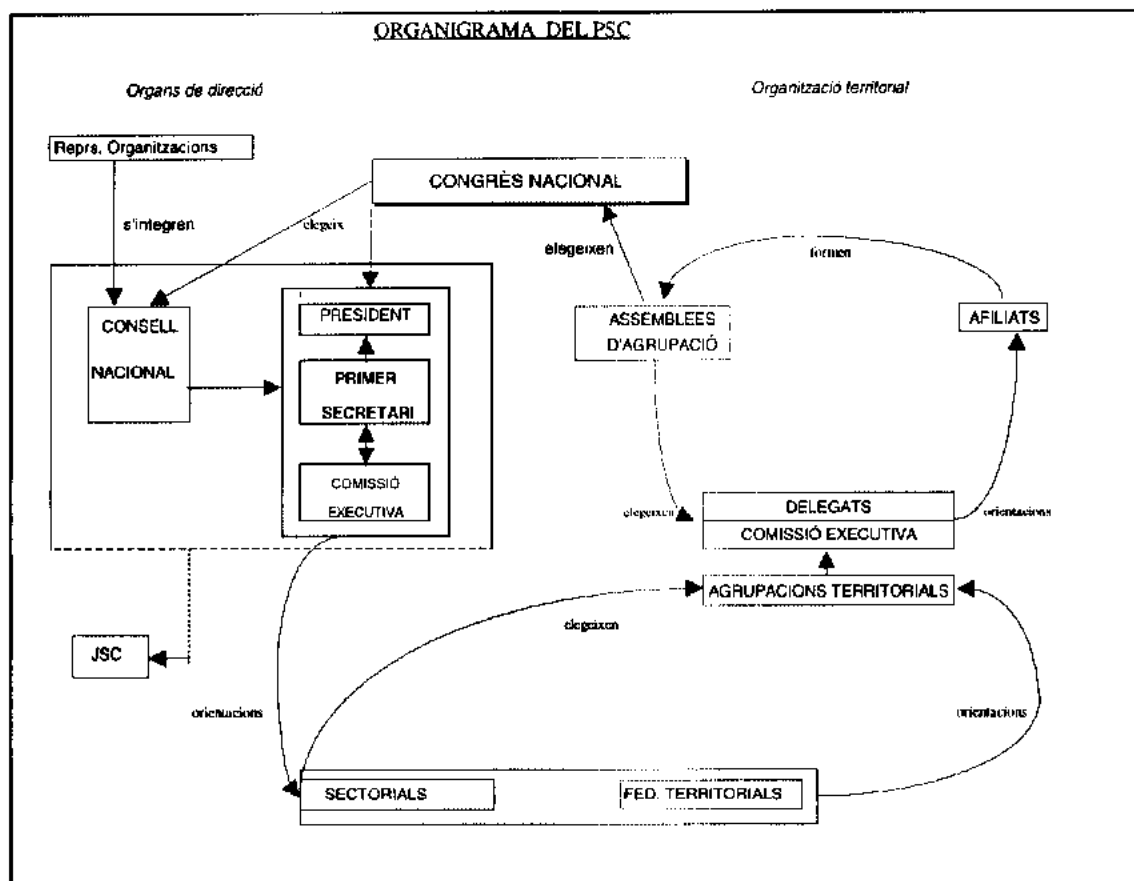 ORGANIGRAMA DEL PSC
Organs de direcció
Organització territorial
Reprs. Organitzacions
CONGRÈS NACIONAL
s'integren
elegeix
elegeixen
formen
CONSELL
NACIONAL
PRESIDENT
PRIMER
SECRETARI
COMISSIÓ
EXECUTIVA
ASSEMBLEES
D'AGRUPACIÓ
AFILIATS
elegeixen
DELEGATS
COMISSIÓ EXECUTIVA
orientacions
AGRUPACIONS TERRITORIALS
elegeixen
JSC
orientacions
orientacions
SECTORIALS
FED. TERRITORIALS